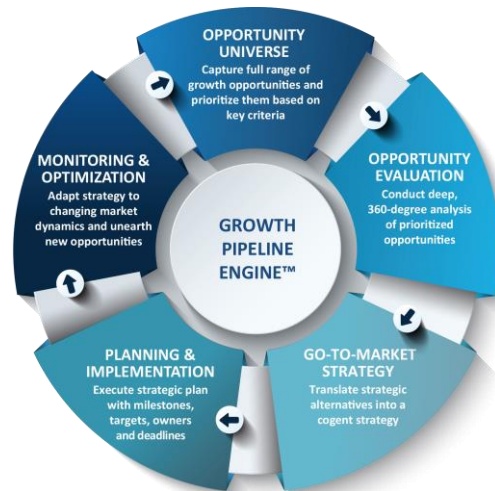 OPPORTUNITY
UNIVERSE
Capture full range of
growth opportunities and
prioritize them based on
key criteria
OPPORTUNITY
EVALUATION
Conduct deep,
360-degree analysis
of prioritized
opportunities
GO-TO-MARKET
STRATEGY
Translate strategic
alternatives into a
cogent strategy
PLANNING &
IMPLEMENTATION
Execute strategic plan
with milestones,
targets, owners
and deadlines
MONITORING &
OPTIMIZATION
Adapt strategy to
changing market
dynamics and unearth
new opportunities
GROWTH
PIPELINE
ENGINE™